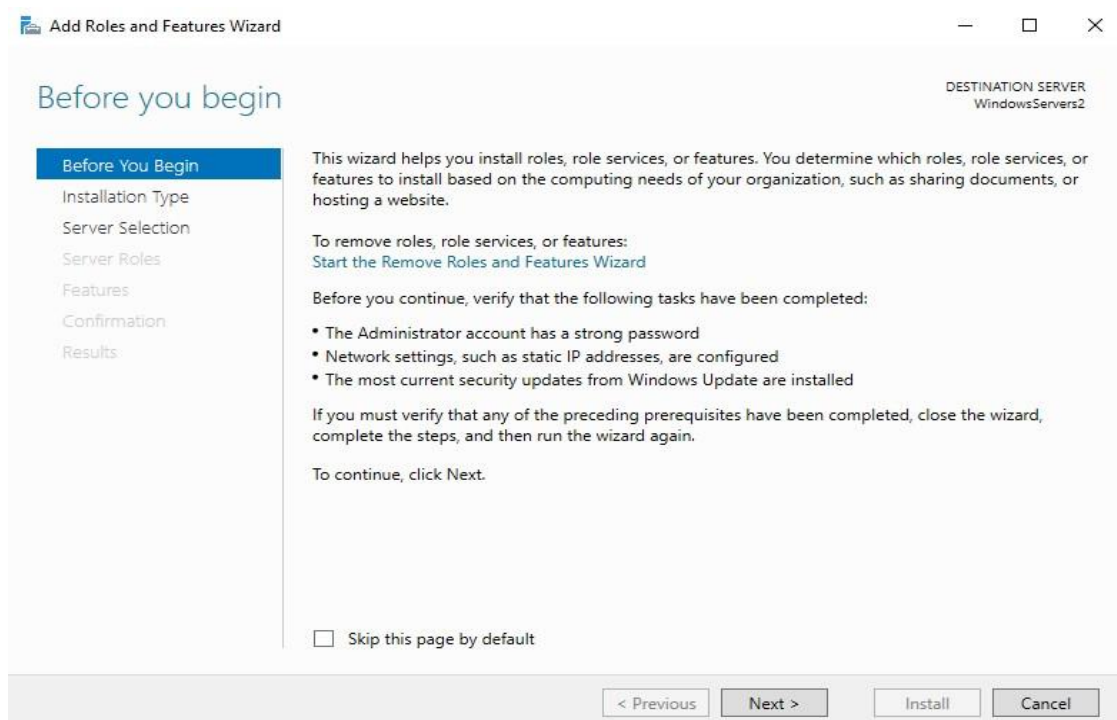 Add Roles and Features Wizard
Before you begin
DESTINATION SERVER
WindowsServers2
Before You Begin
Installation Type
Server Selection
Server Roles
Features
Confirmation
Results
This wizard helps you install roles, role services, or features. You determine which roles, role services, or
features to install based on the computing needs of your organization, such as sharing documents, or
hosting a website.
To remove roles, role services, or features:
Start the Remove Roles and Features Wizard
Before you continue, verify that the following tasks have been completed:
• The Administrator account has a strong password
• Network settings, such as static IP addresses, are configured
• The most current security updates from Windows Update are installed
If you must verify that any of the preceding prerequisites have been completed, close the wizard,
complete the steps, and then run the wizard again.
To continue, click Next.
Skip this page by default
< Previous
Next >
Install
Cancel